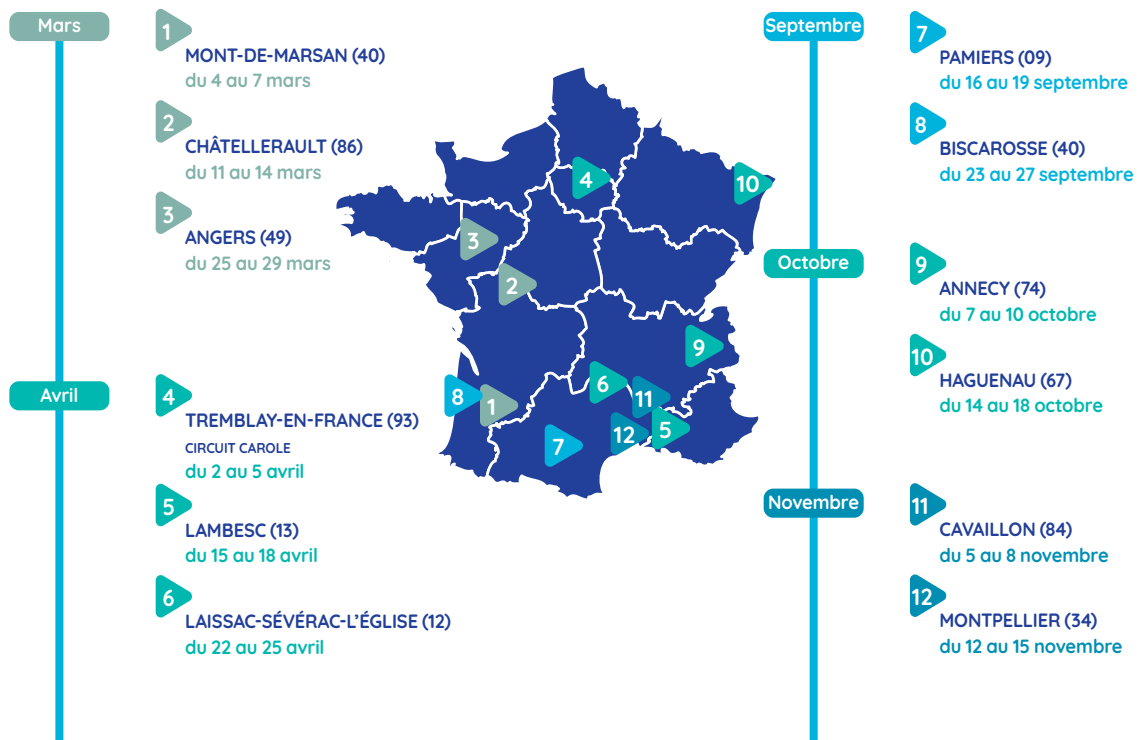 Mars
1
MONT-DE-MARSAN (40)
du 4 au 7 mars
2
CHÂTELLERAULT (86)
du 11 au 14 mars
3
ANGERS (49)
du 25 au 29 mars
Avril
4
TREMBLAY-EN-FRANCE (93)
CIRCUIT CAROLE
du 2 au 5 avril
5
LAMBESC (13)
du 15 au 18 avril
6
LAISSAC-SÉVÉRAC-L’ÉGLISE (12)
du 22 au 25 avril
4
10
3
2
9
6
8
1
11
5
12
7
Septembre
7
PAMIERS (09)
du 16 au 19 septembre
8
BISCAROSSE (40)
du 23 au 27 septembre
Octobre
9
ANNECY (74)
du 7 au 10 octobre
10
HAGUENAU (67)
du 14 au 18 octobre
Novembre
11
CAVAILLON (84)
du 5 au 8 novembre
12
MONTPELLIER (34)
du 12 au 15 novembre